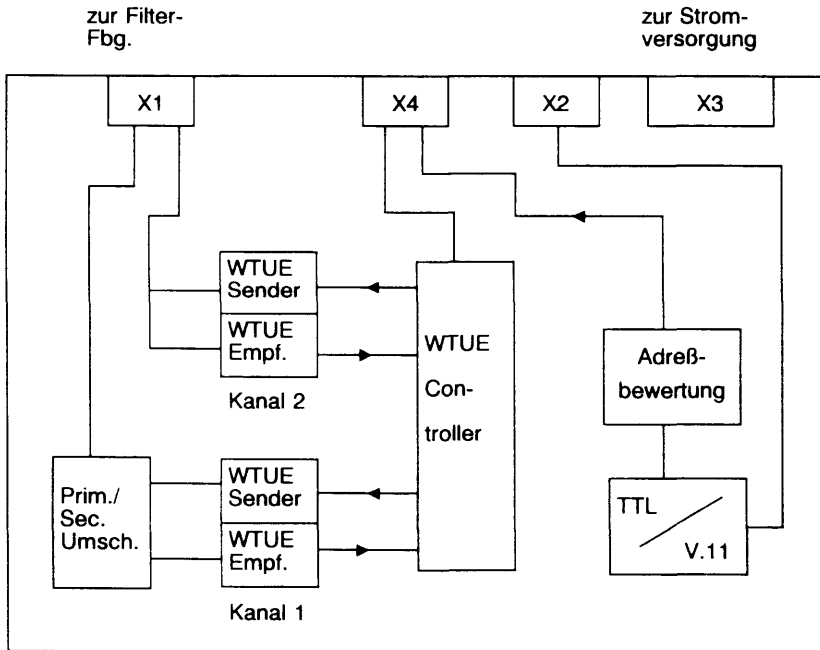 zur Filter-
Fbg.
zur Strom-
versorgung
X1
X4
X2
X3
WTUE
Sender
WTUE
Empf.
Kanal 2
WTUE
Con-
troller
Adreß-
bewertung
Prim./
Sec.
Umsch.
WTUE
Sender
WTUE
Empf.
Kanal 1
TTL
V.11